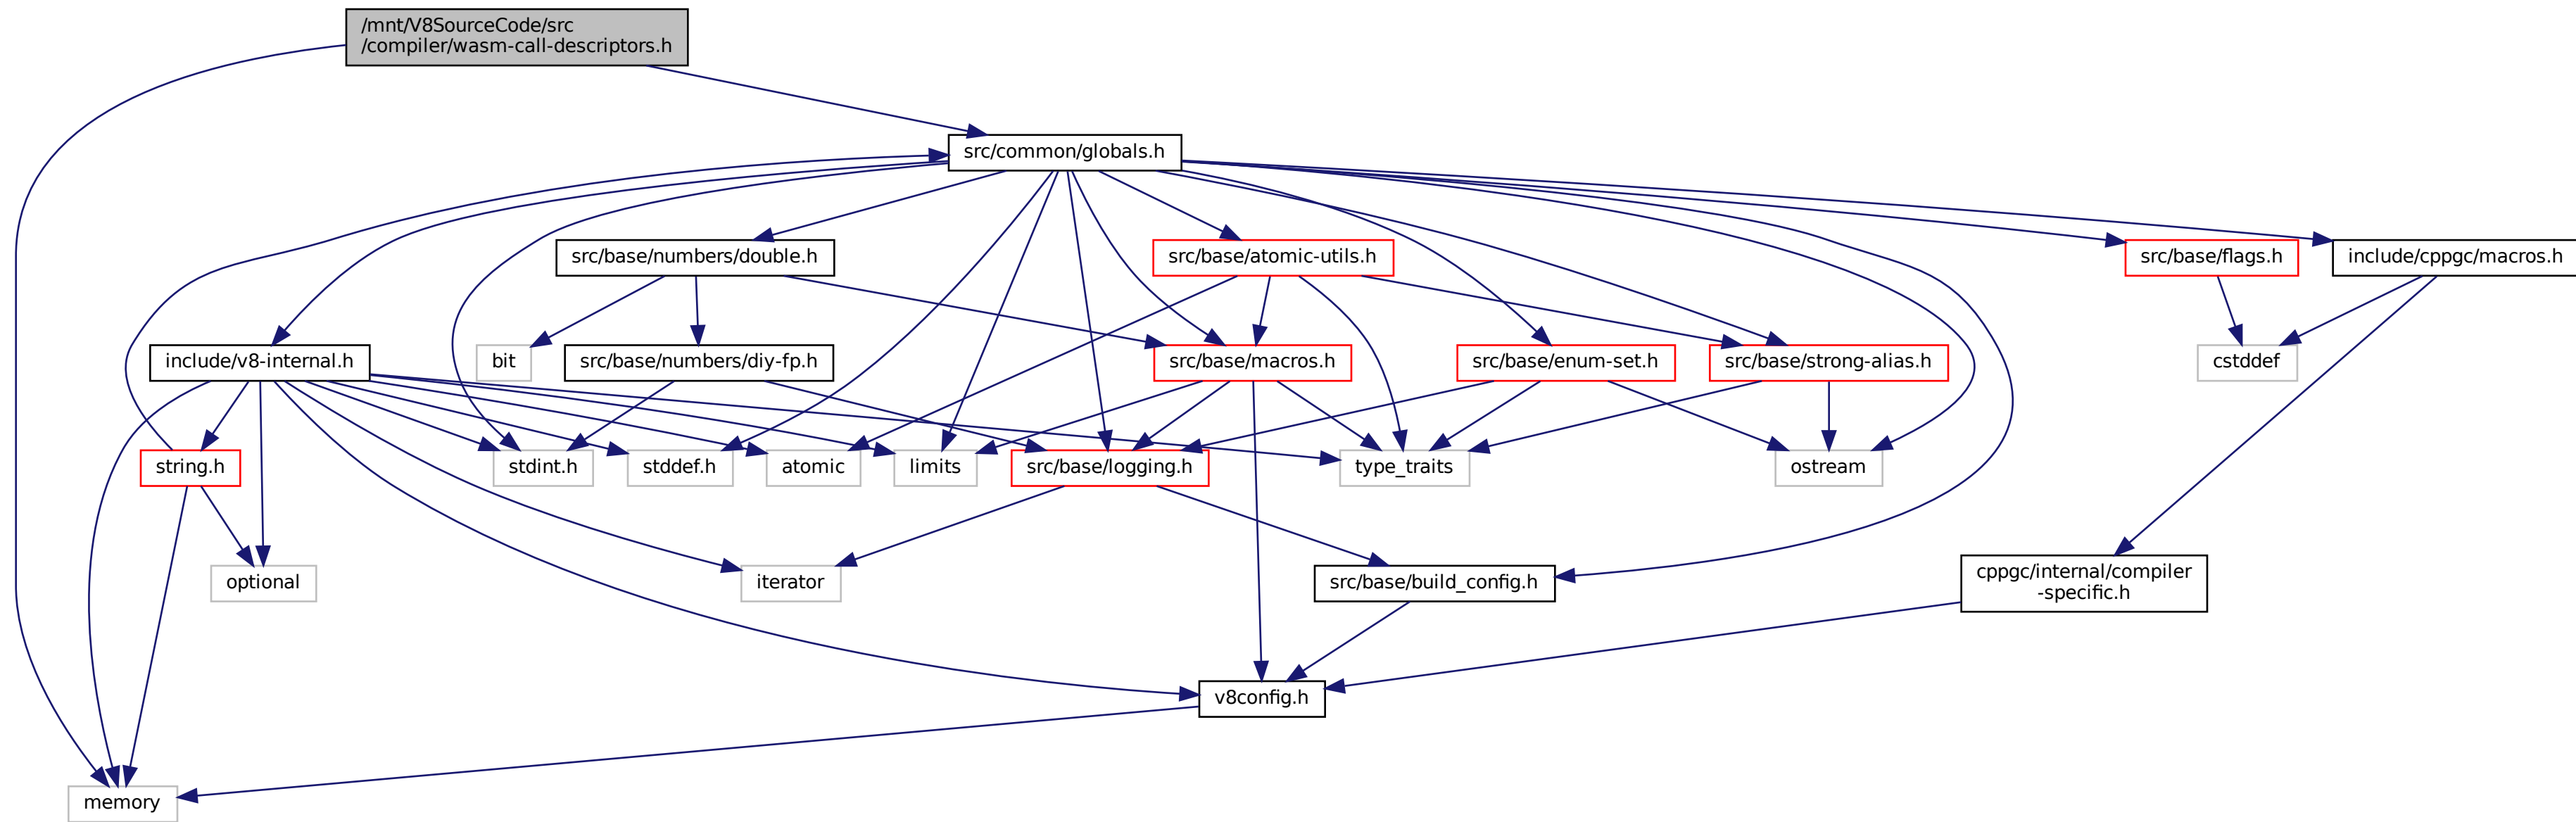 /mnt/V8SourceCode/src
/compiler/wasm-call-descriptors.h
src/common/globals.h
src/base/numbers/double.h
src/base/atomic-utils.h
src/base/flags.h
include/cppgc/macros.h
include/v8-internal.h
bit
src/base/numbers/diy-fp.h
src/base/macros.h
src/base/enum-set.h
src/base/strong-alias.h
cstddef
string.h
stdint.h
stddef.h
atomic
limits
src/base/logging.h
type_traits
ostream
optional
iterator
src/base/build_config.h
cppgc/internal/compiler
-specific.h
v8config.h
memory